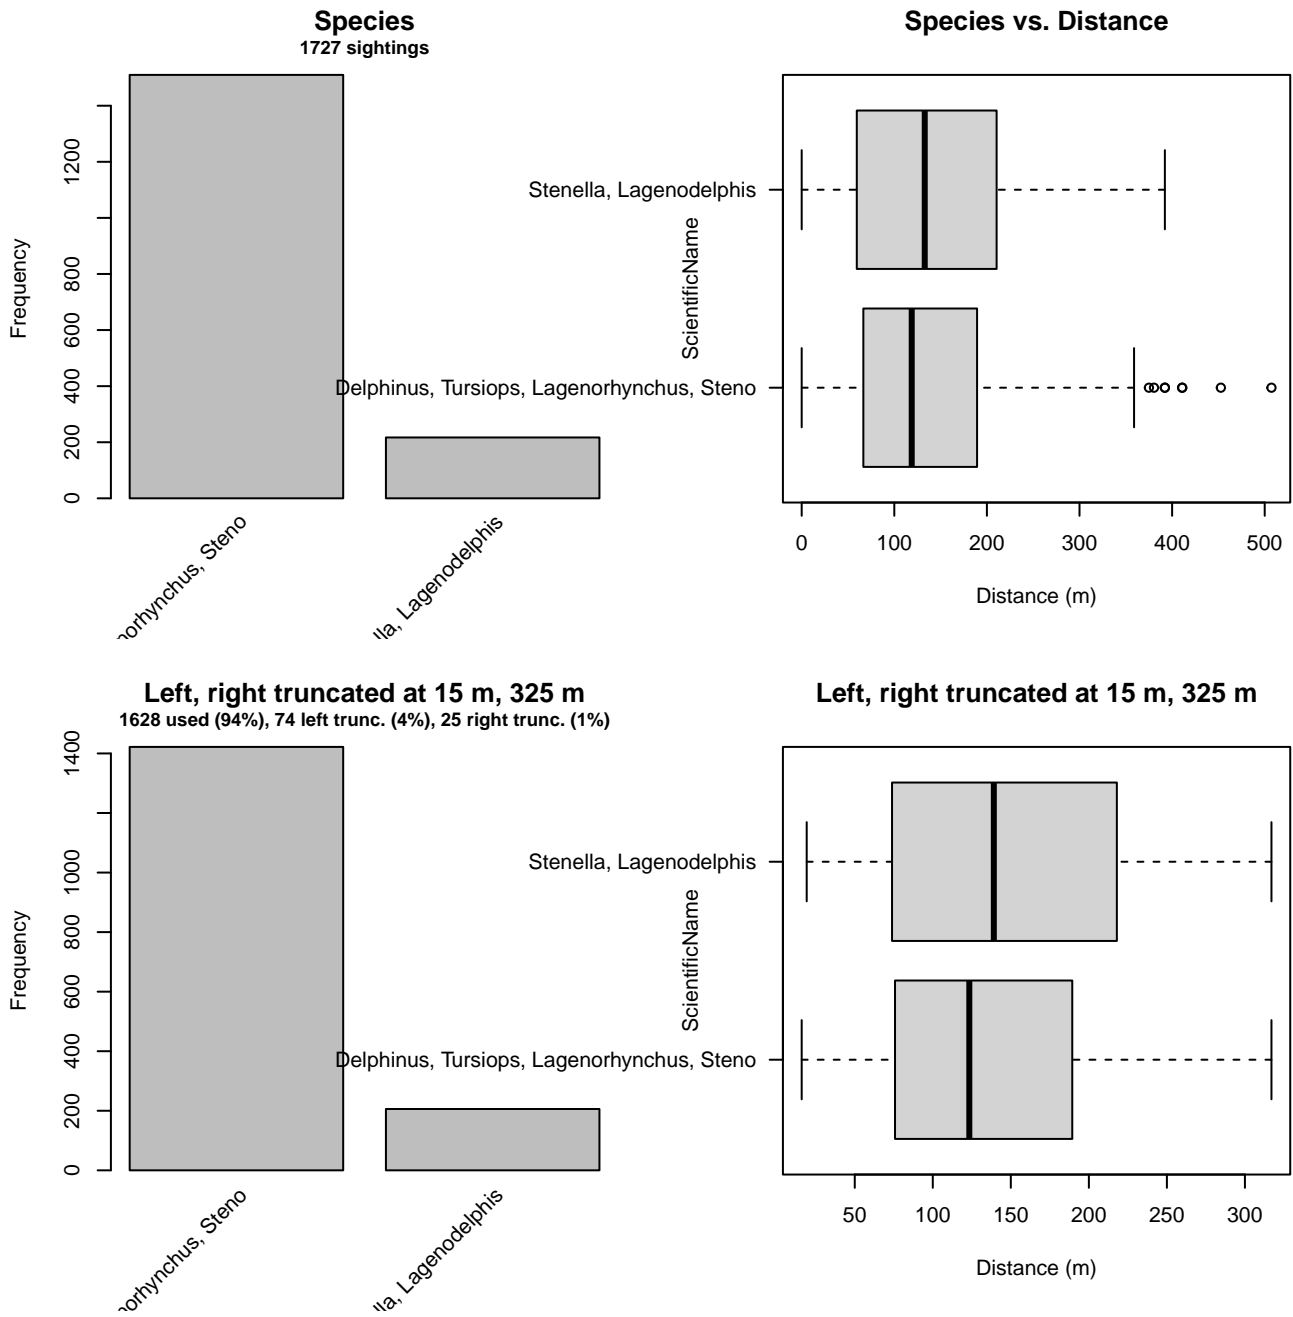 Species
1727 sightings
Frequency
0
200
400
600
800
1200
orhynchus, Steno
lla, Lagenodelphis
Species vs. Distance
ScientificName
Stenella, Lagenodelphis
Delphinus, Tursiops, Lagenorhynchus, Steno
0 100 200 300 400 500
Distance (m)
Left, right truncated at 15 m, 325 m
1628 used (94%), 74 left trunc. (4%), 25 right trunc. (1%)
Frequency
0
200
400
600
800
1000
1400
orhynchus, Steno
lla, Lagenodelphis
Left, right truncated at 15 m, 325 m
ScientificName
Stenella, Lagenodelphis
Delphinus, Tursiops, Lagenorhynchus, Steno
50 100 150 200 250 300
Distance (m)